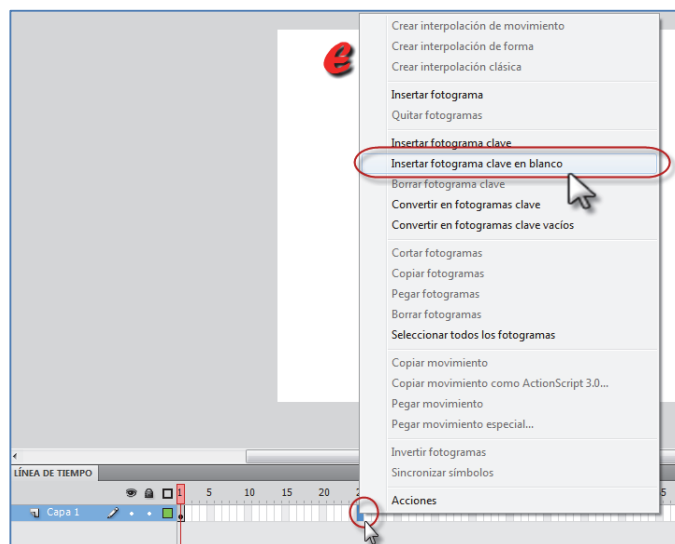 e
Crear interpolación de movimiento
Crear interpolación de forma
Crear interpolación clásica
Insertar fotograma
Quitar fotogramas
Insertar fotograma clave
Insertar fotograma clave en blanco
Borrar fotograma clave
Convertir en fotogramas clave
Convertir en fotogramas clave vacíos
Cortar fotogramas
Copiar fotogramas
Pegar fotogramas
Borrar fotogramas
Seleccionar todos los fotogramas
Copiar movimiento
Copiar movimiento como ActionScript 3.0...
Pegar movimiento
Pegar movimiento especial...
Invertir fotogramas
Sincronizar símbolos
Acciones
LÍNEA DE TIEMPO
1 5 10 15 20 2 5
Capa 1